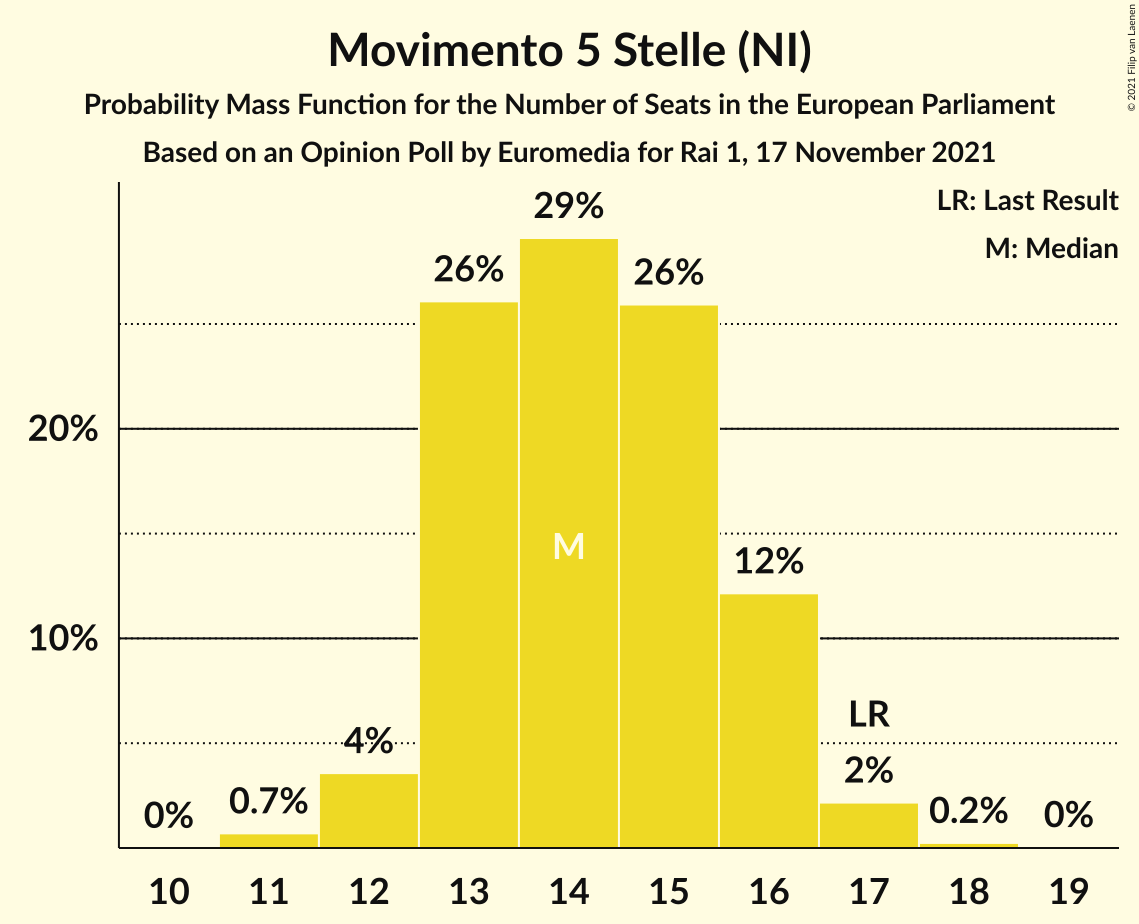 Movimento 5 Stelle (NI)
Probability Mass Function for the Number of Seats in the European Parliament
Based on an Opinion Poll by Euromedia for Rai 1, 17 November 2021
© 2021 Filip van Laenen
LR: Last Result
M: Median
29%
26%
26%
20%
M
12%
10%
LR
4%
2%
0.7%
0.2%
0%
0%
10 11 12 13 14 15 16 17 18 19